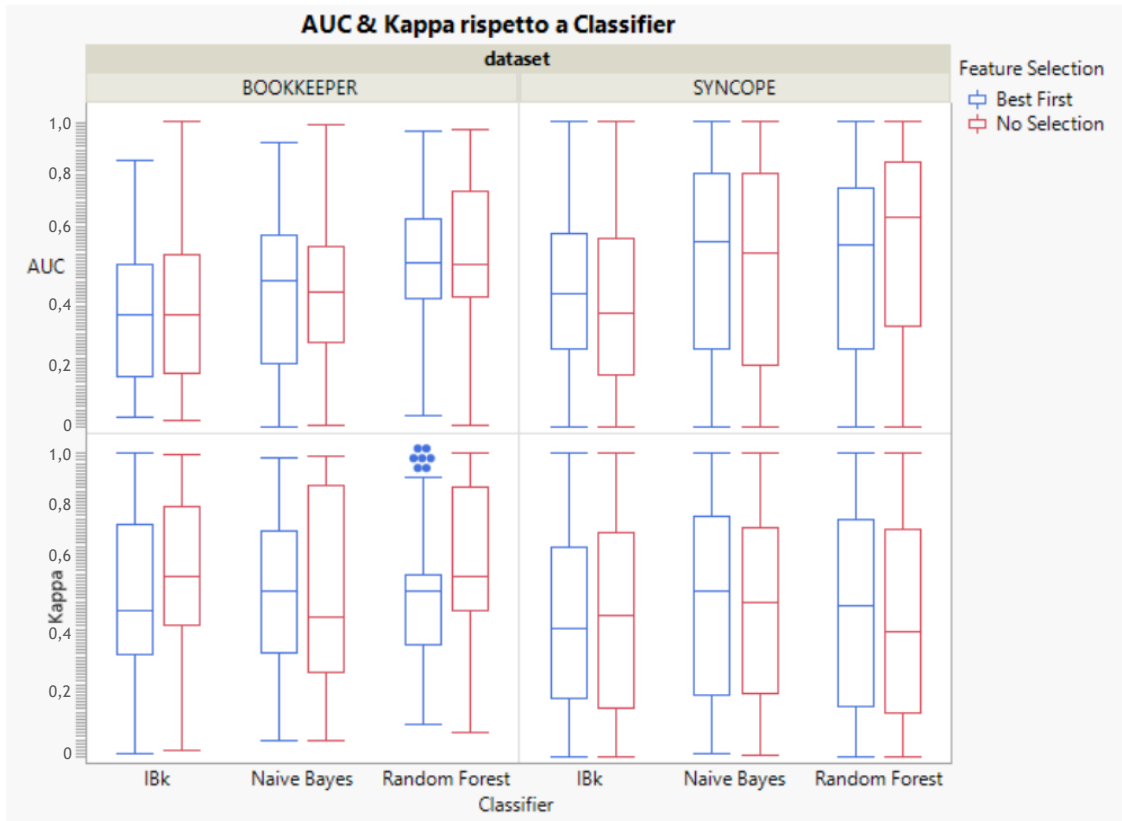 AUC & Kappa rispetto a Classifier
dataset
BOOKKEEPER SYNCOPE
Feature Selection
Best First
No Selection
AUC
1,0
0,8
0,6
0,4
0,2
0
Kappa
1,0
0,8
0,6
0,4
0,2
0
IBk Naive Bayes Random Forest IBk Naive Bayes Random Forest
Classifier